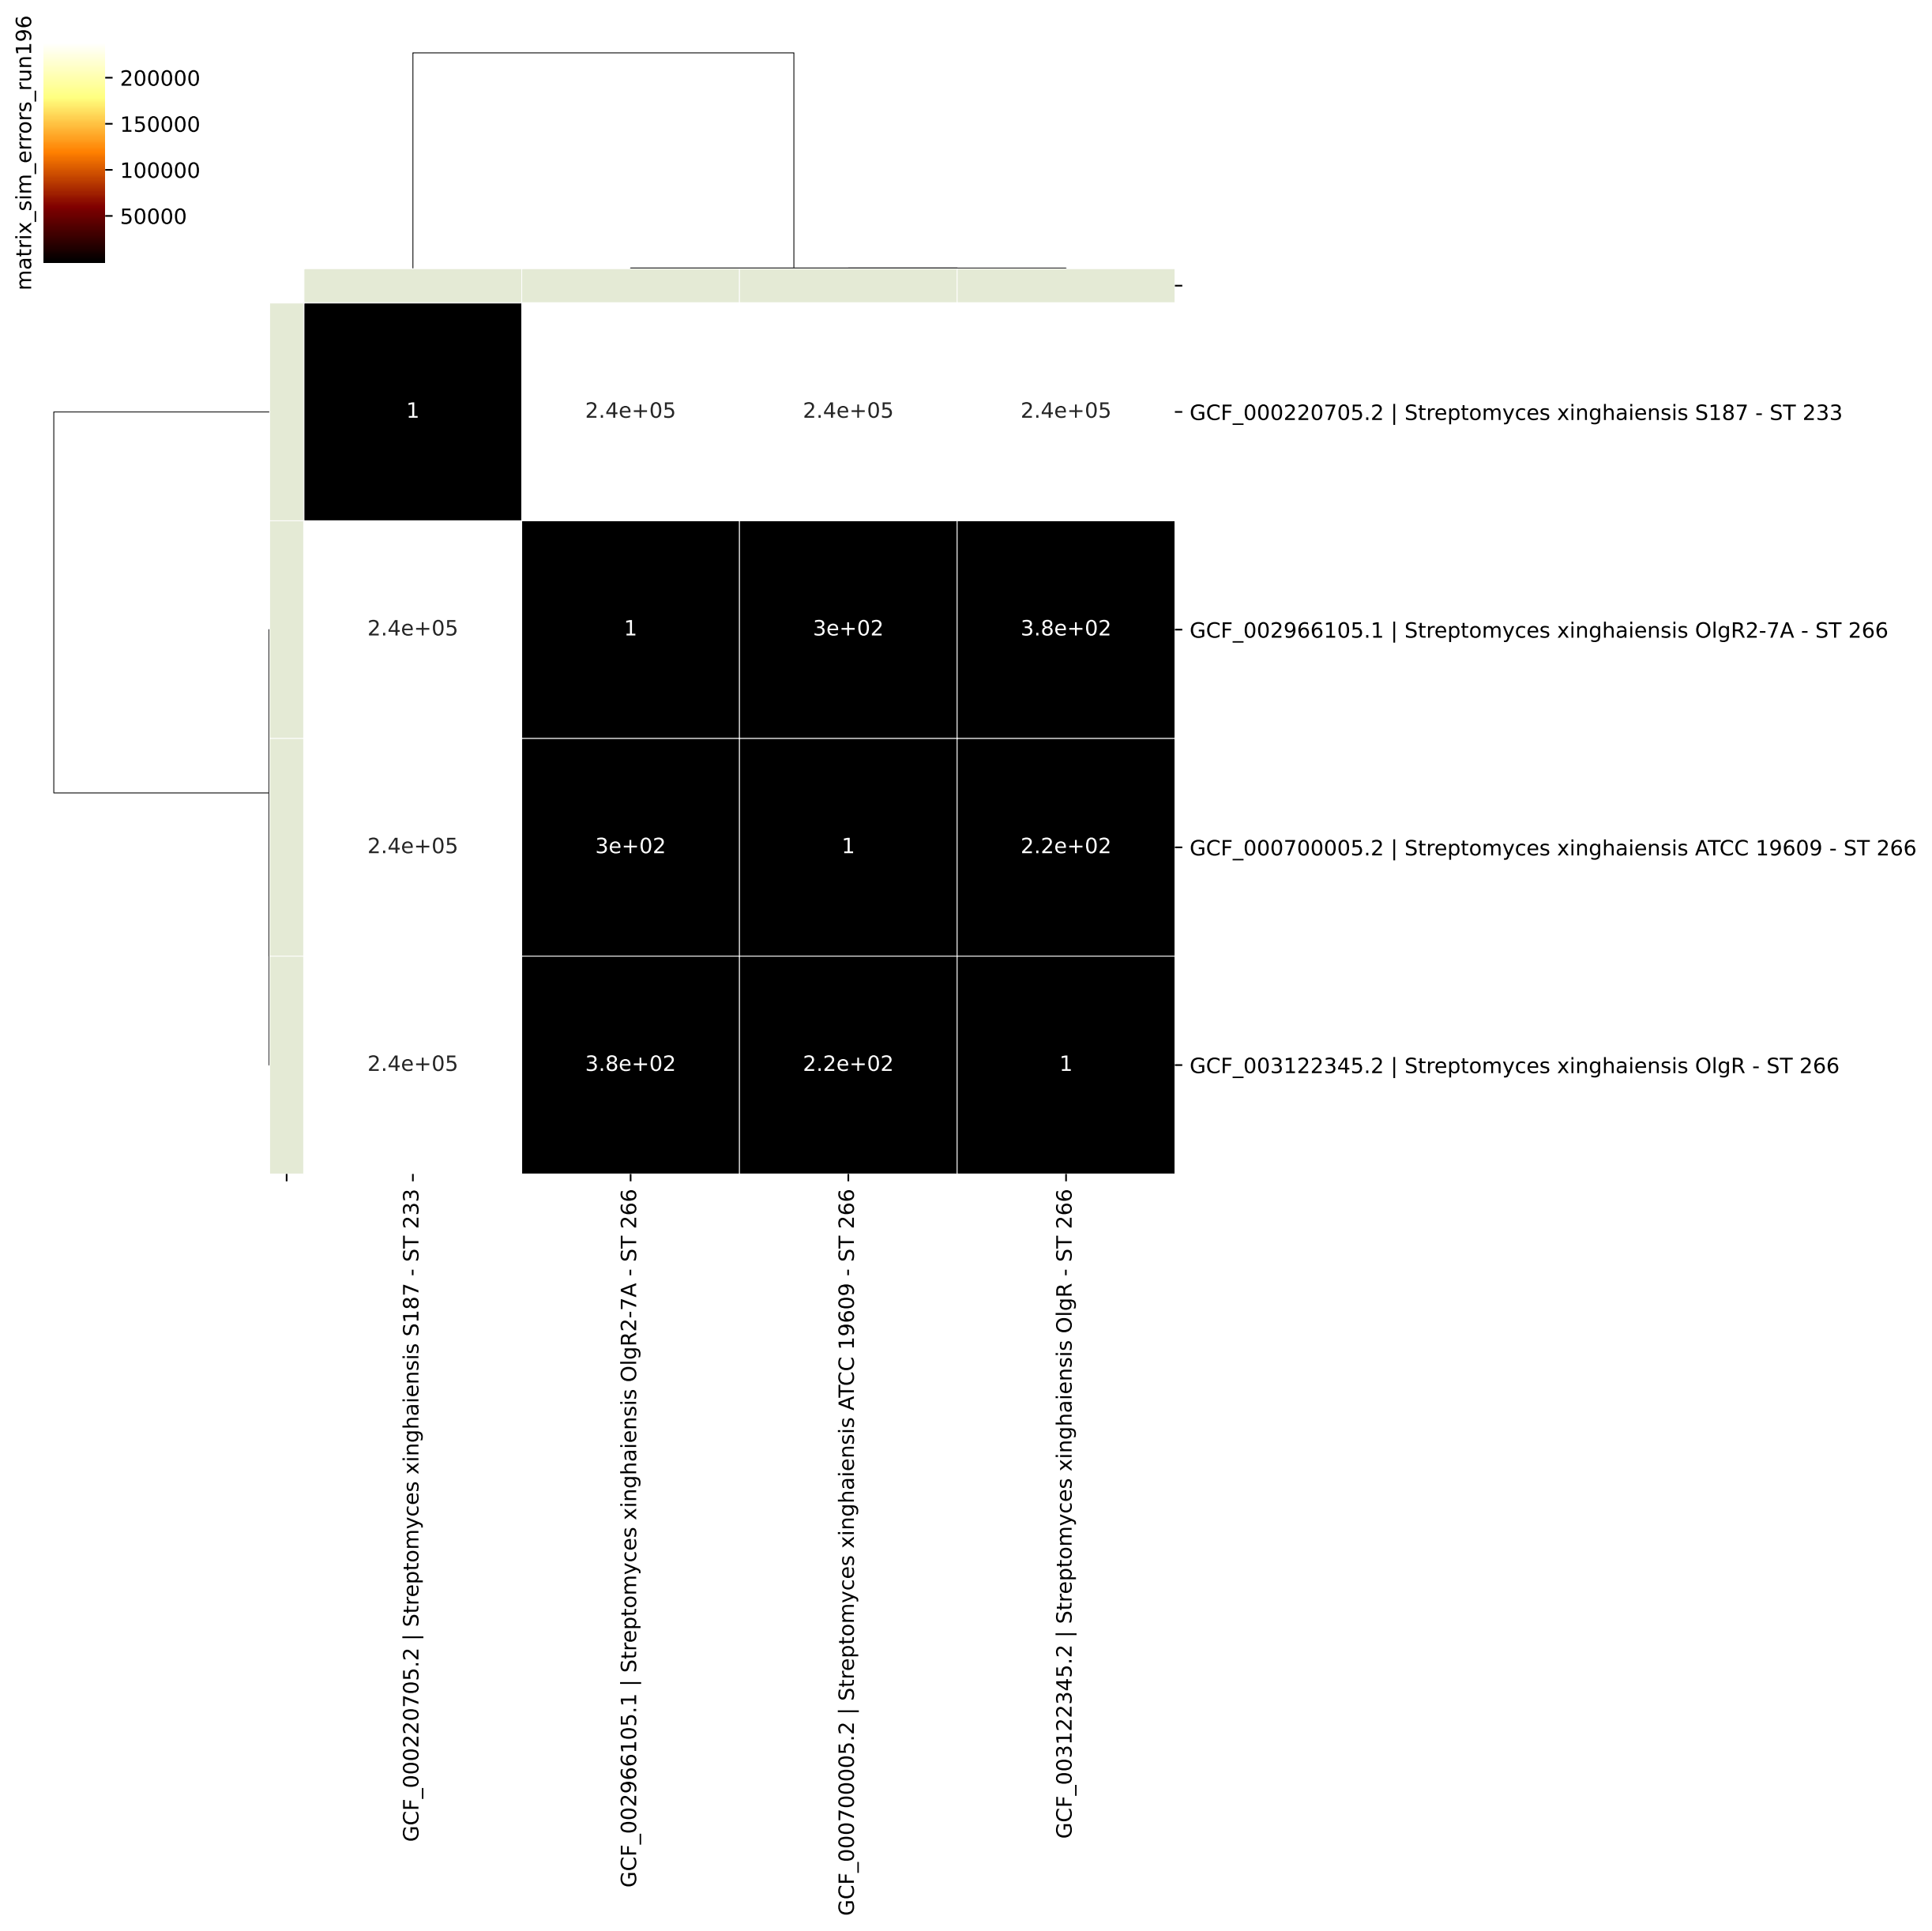 matrix_sim_errors_run196
200000
150000
100000
50000
1 2.4e+05 2.4e+05 2.4e+05 GCF_000220705.2 | Streptomyces xinghaiensis S187 - ST 233
2.4e+05 1 3e+02 3.8e+02 GCF_002966105.1 | Streptomyces xinghaiensis OlgR2-7A - ST 266
2.4e+05 3e+02 1 2.2e+02 GCF_000700005.2 | Streptomyces xinghaiensis ATCC 19609 - ST 266
2.4e+05 3.8e+02 2.2e+02 1 GCF_003122345.2 | Streptomyces xinghaiensis OlgR - ST 266
GCF_000220705.2 | Streptomyces xinghaiensis S187 - ST 233
GCF_002966105.1 | Streptomyces xinghaiensis OlgR2-7A - ST 266
GCF_000700005.2 | Streptomyces xinghaiensis ATCC 19609 - ST 266
GCF_003122345.2 | Streptomyces xinghaiensis OlgR - ST 266